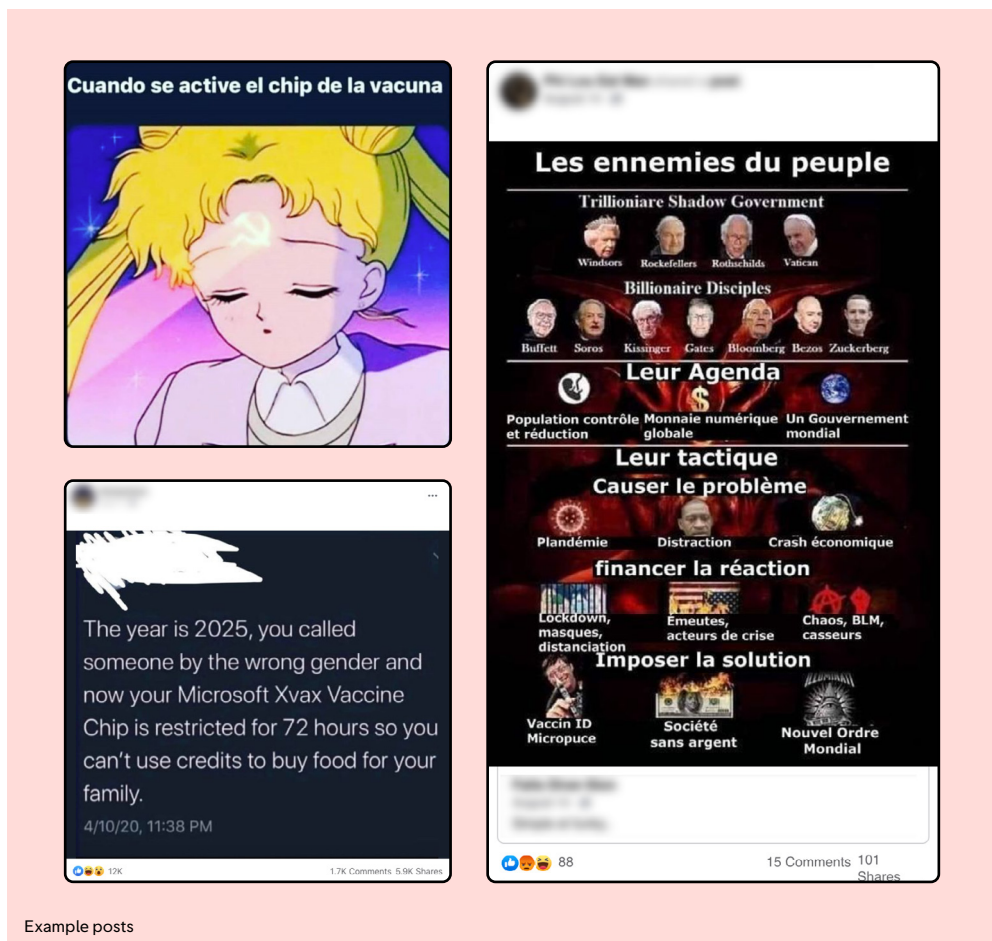 Cuando se active el chip de la vacuna
The year is 2025, you called
someone by the wrong gender and
now your Microsoft Xvax Vaccine
Chip is restricted for 72 hours so you
can't use credits to buy food for your
family.
4/10/20, 11:38 PM
12K
1.7K Comments 5.9K Shares
Les ennemies du peuple
Trillioniare Shadow Government
Windsors Rockefellers Rothschilds Vatican
Billionaire Disciples
Buffett Soros Kissinger Gates Bloomberg Bezos Zuckerberg
Leur Agenda
$
Population contrôle Monnaie numérique Un Gouvernement
et réduction globale mondial
Leur tactique
Causer le problème
Plandémie Distraction Crash économique
financer la réaction
Lockdown, Émeutes, Chaos, BLM,
masques, acteurs de crise casseurs
distanciation
Imposer la solution
ILLUMINATI
Vaccin ID Société Nouvel Ordre
Micropuce sans argent Mondial
88
15 Comments 101
Shares
Example posts